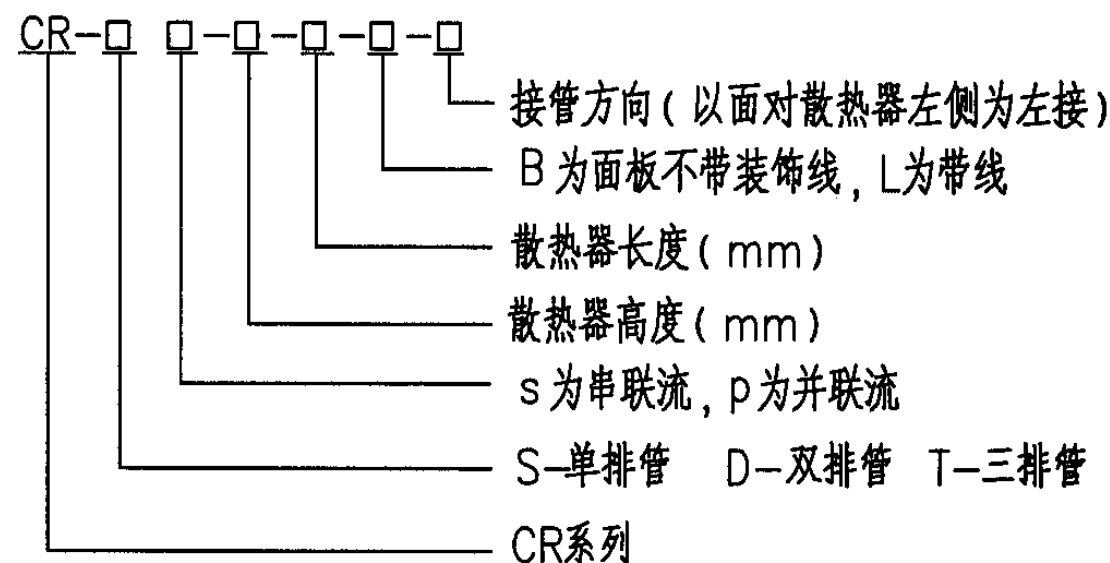 CR-□ □-□-□-□-□
接管方向(以面对散热器左侧为左接)
B为面板不带装饰线,L为带线
散热器长度(mm)
散热器高度(mm)
s为串联流,p为并联流
S-单排管 D-双排管 T-三排管
CR系列